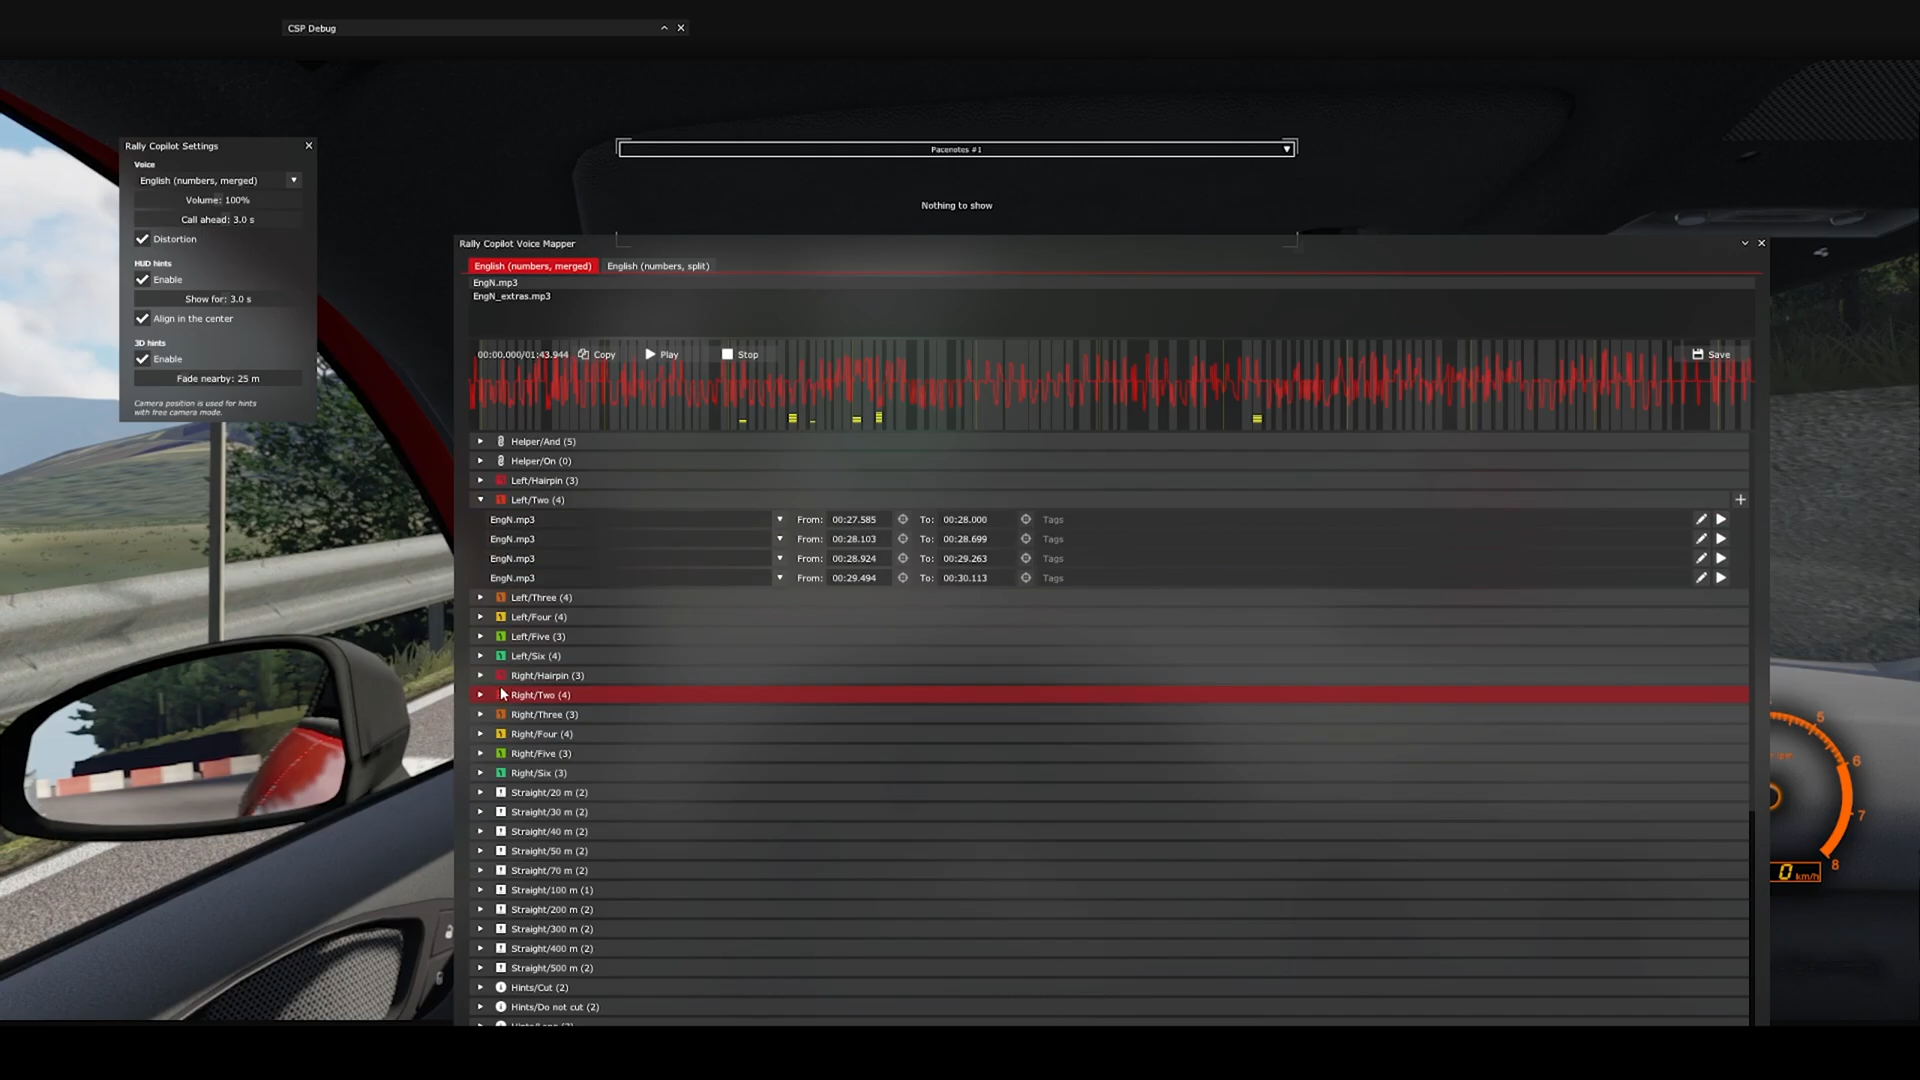 CSP Debug
Rally Copilot Settings
Voice
English (numbers, merged)
Volume: 100%
Call ahead: 3.0 s
Distortion
HUD hints
Enable
Show for: 3.0 s
Align in the center
3D hints
Enable
Fade nearby: 25 m
Camera position is used for hints
with free camera mode.
Pacenotes #1
Nothing to show
Rally Copilot Voice Mapper
English (numbers, merged) English (numbers, split)
EngN.mp3
EngN_extras.mp3
00:00.000/01:43.944 Copy Play Stop Save
Helper/And (5)
Helper/On (0)
Left/Hairpin (3)
Left/Two (4)
EngN.mp3 From: 00:27.585 To: 00:28.000 Tags
EngN.mp3 From: 00:28.103 To: 00:28.699 Tags
EngN.mp3 From: 00:28.924 To: 00:29.263 Tags
EngN.mp3 From: 00:29.494 To: 00:30.113 Tags
Left/Three (4)
Left/Four (4)
Left/Five (3)
Left/Six (4)
Right/Hairpin (3)
Right/Two (4)
Right/Three (3)
Right/Four (4)
Right/Five (3)
Right/Six (3)
Straight/20 m (2)
Straight/30 m (2)
Straight/40 m (2)
Straight/50 m (2)
Straight/70 m (2)
Straight/100 m (1)
Straight/200 m (2)
Straight/300 m (2)
Straight/400 m (2)
Straight/500 m (2)
Hints/Cut (2)
Hints/Do not cut (2)
5
6
7
8
0 km/h